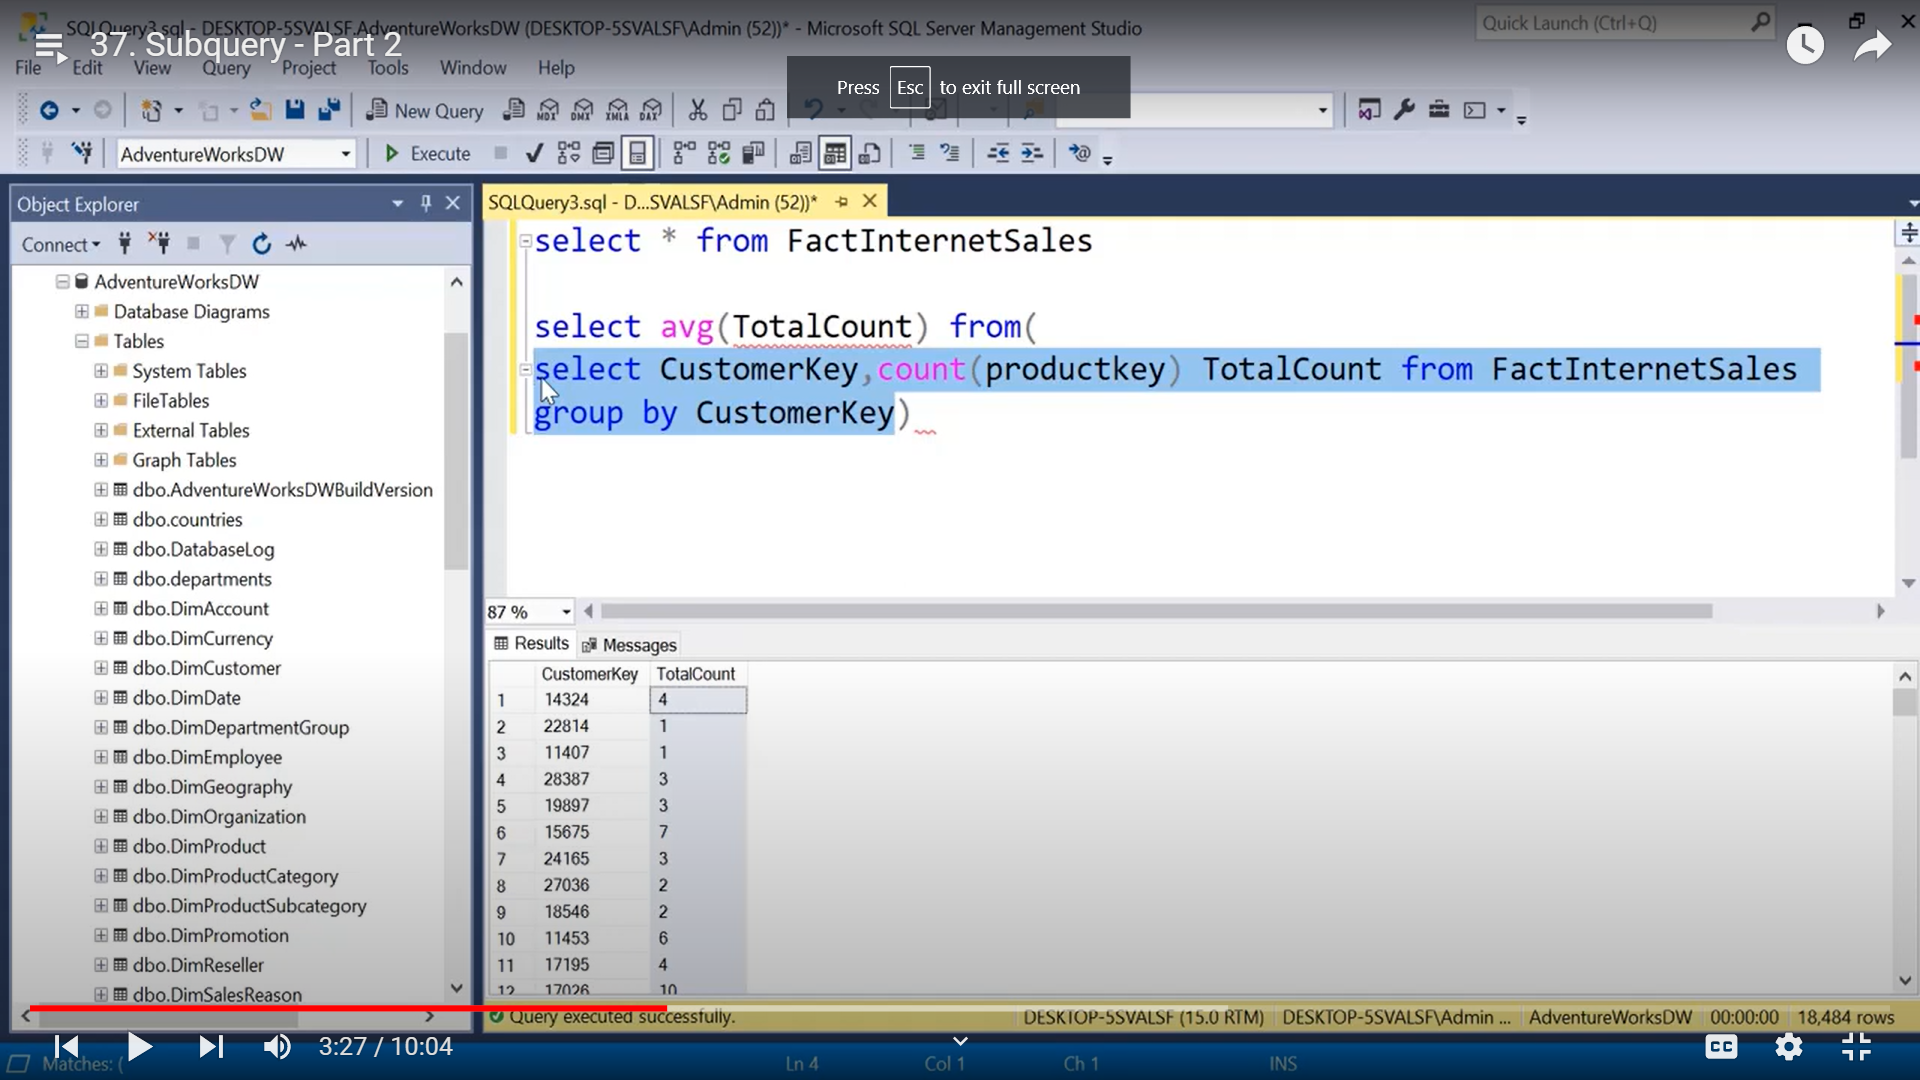 SQLQuery3.sql - DESKTOP-5SVALSF.AdventureWorksDW (DESKTOP-5SVALSF\Admin (52))* - Microsoft SQL Server Management Studio
Quick Launch (Ctrl+Q)
37. Subquery - Part 2
File Edit View Query Project Tools Window Help
Press Esc to exit full screen
New Query MDX DMX XMLA DAX
AdventureWorksDW Execute
Object Explorer
SQLQuery3.sql - D...SVALSF\Admin (52))*
Connect
select * from FactInternetSales
select avg(TotalCount) from(
select CustomerKey,count(productkey) TotalCount from FactInternetSales
group by CustomerKey)
AdventureWorksDW
Database Diagrams
Tables
System Tables
FileTables
External Tables
Graph Tables
dbo.AdventureWorksDWBuildVersion
dbo.countries
dbo.DatabaseLog
dbo.departments
dbo.DimAccount
dbo.DimCurrency
dbo.DimCustomer
dbo.DimDate
dbo.DimDepartmentGroup
dbo.DimEmployee
dbo.DimGeography
dbo.DimOrganization
dbo.DimProduct
dbo.DimProductCategory
dbo.DimProductSubcategory
dbo.DimPromotion
dbo.DimReseller
dbo.DimSalesReason
87 %
Results Messages
CustomerKey TotalCount
1 14324 4
2 22814 1
3 11407 1
4 28387 3
5 19897 3
6 15675 7
7 24165 3
8 27036 2
9 18546 2
10 11453 6
11 17195 4
12 17026 10
Query executed successfully.
DESKTOP-5SVALSF (15.0 RTM) DESKTOP-5SVALSF\Admin ... AdventureWorksDW 00:00:00 18,484 rows
3:27 / 10:04
CC
Matches: (
Ln 4 Col 1 Ch 1 INS